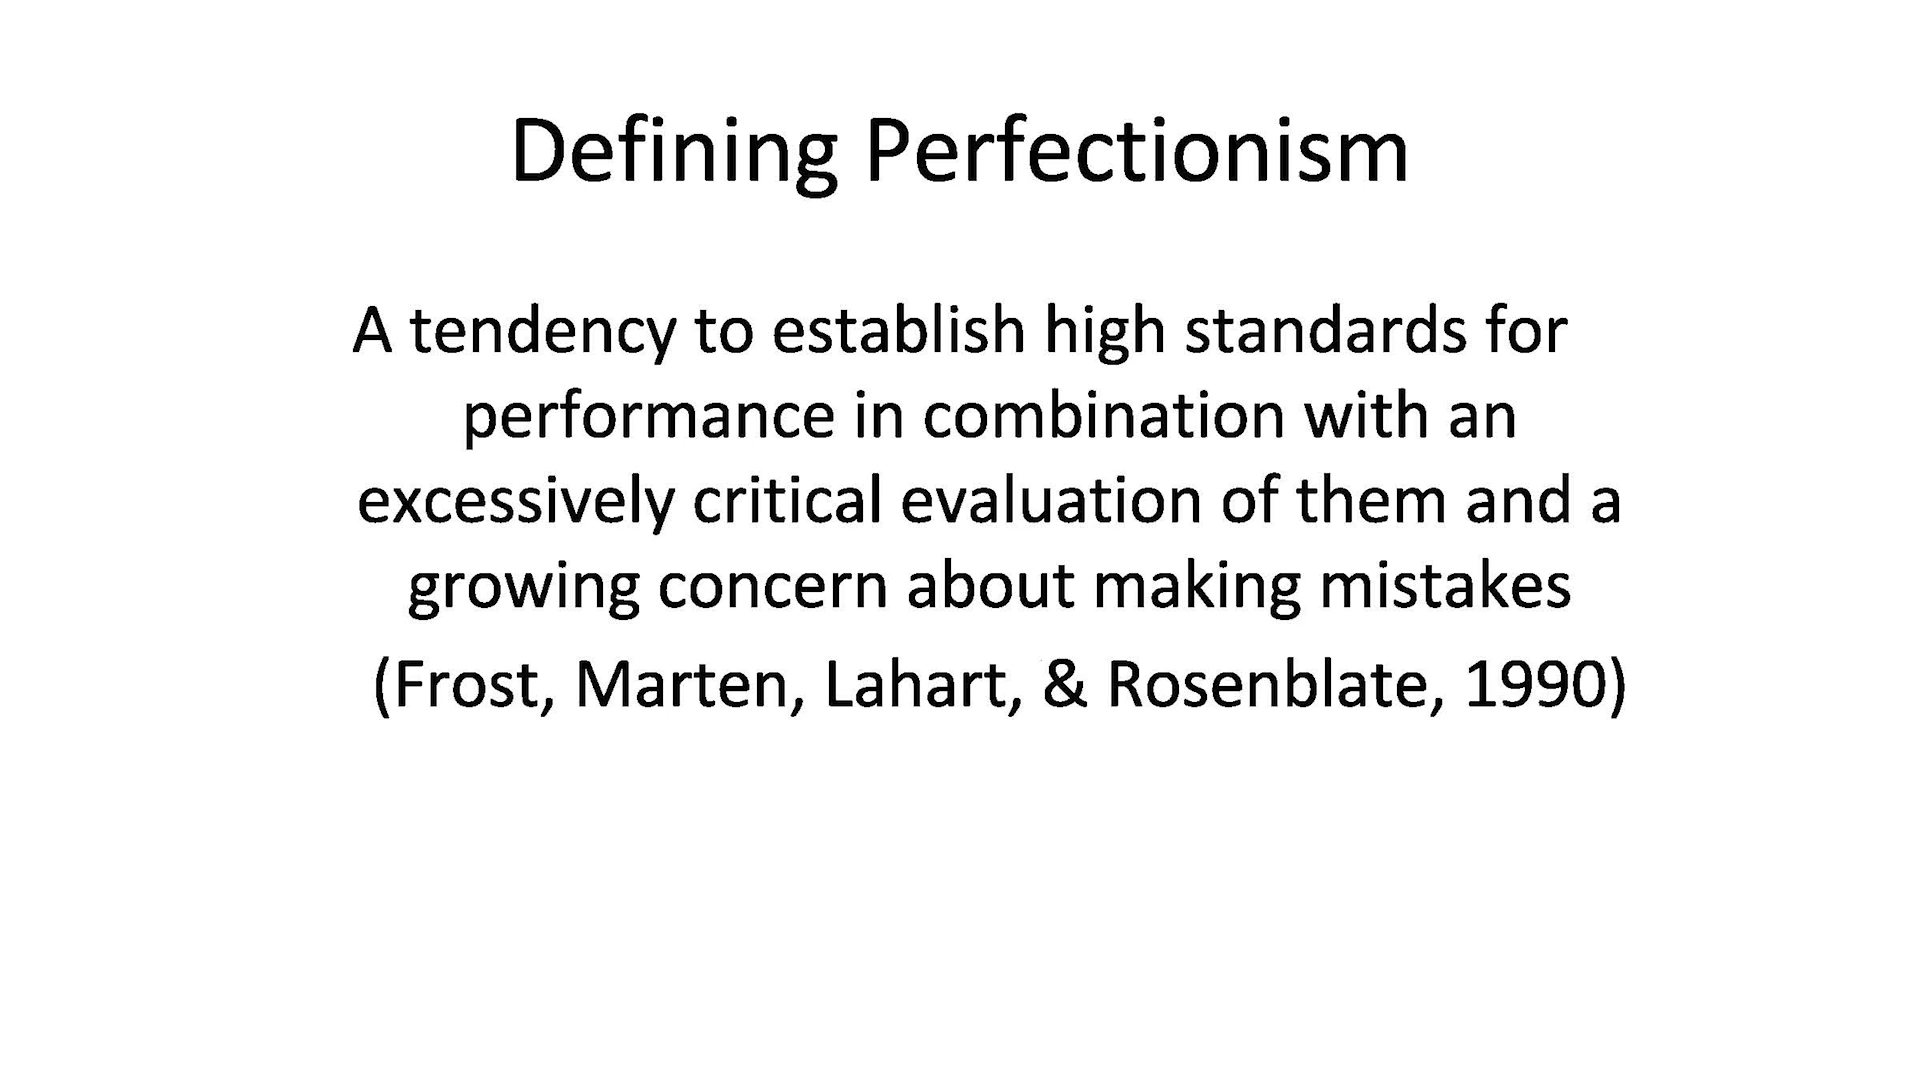 Defining Perfectionism
A tendency to establish high standards for
performance in combination with an
excessively critical evaluation of them and a
growing concern about making mistakes
(Frost, Marten, Lahart, & Rosenblate, 1990)